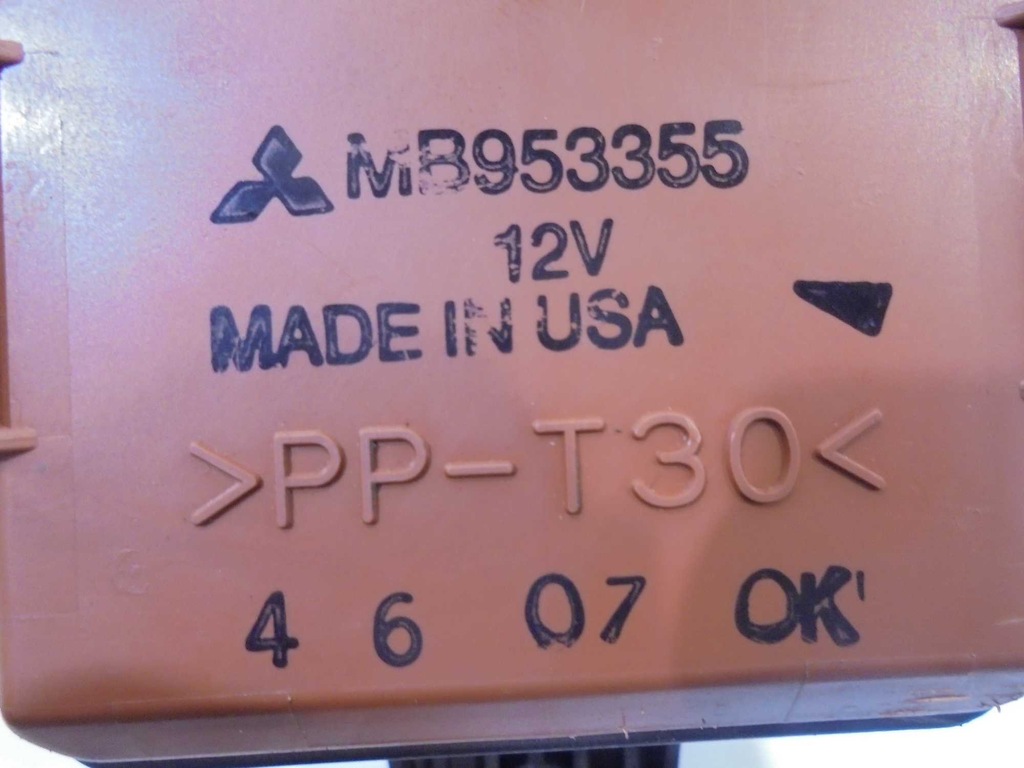 MB953355
12V
MADE IN USA
>PP-T30<
4 6 07 OK